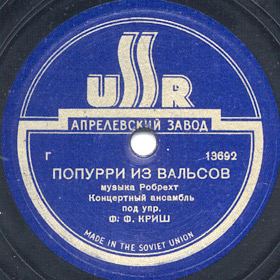 USSR
АПРЕЛЕВСКИЙ ЗАВОД
Г 13692
ПОПУРРИ ИЗ ВАЛЬСОВ
музыка Робрехт
Концертный ансамбль
под упр.
Ф. Ф. КРИШ
MADE IN THE SOVIET UNION